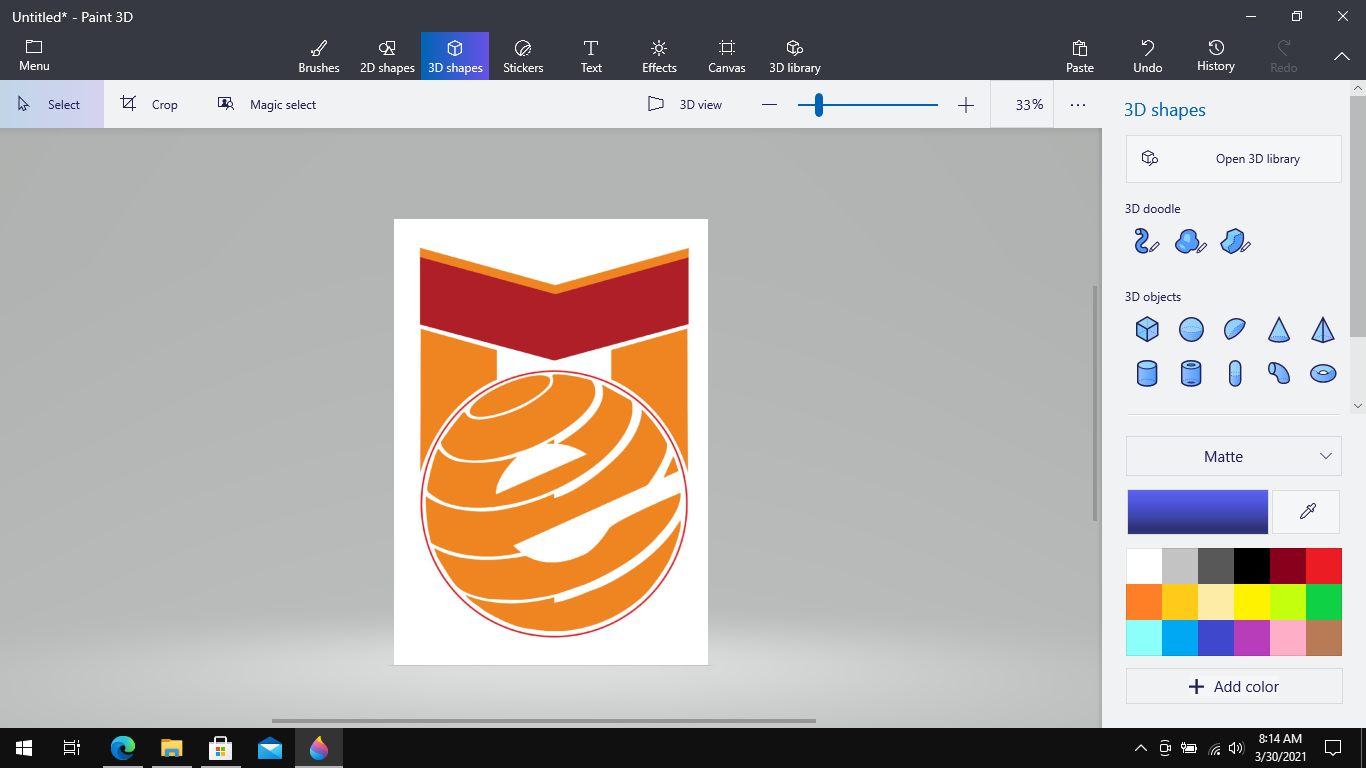 Untitled* - Paint 3D
Menu
Brushes
2D shapes
3D shapes
Stickers
Text
Effects
Canvas
3D library
Paste
Undo
History
Redo
Select
Crop
Magic select
3D view
33%
3D shapes
Open 3D library
3D doodle
3D objects
Matte
Add color
8:14 AM
3/30/2021